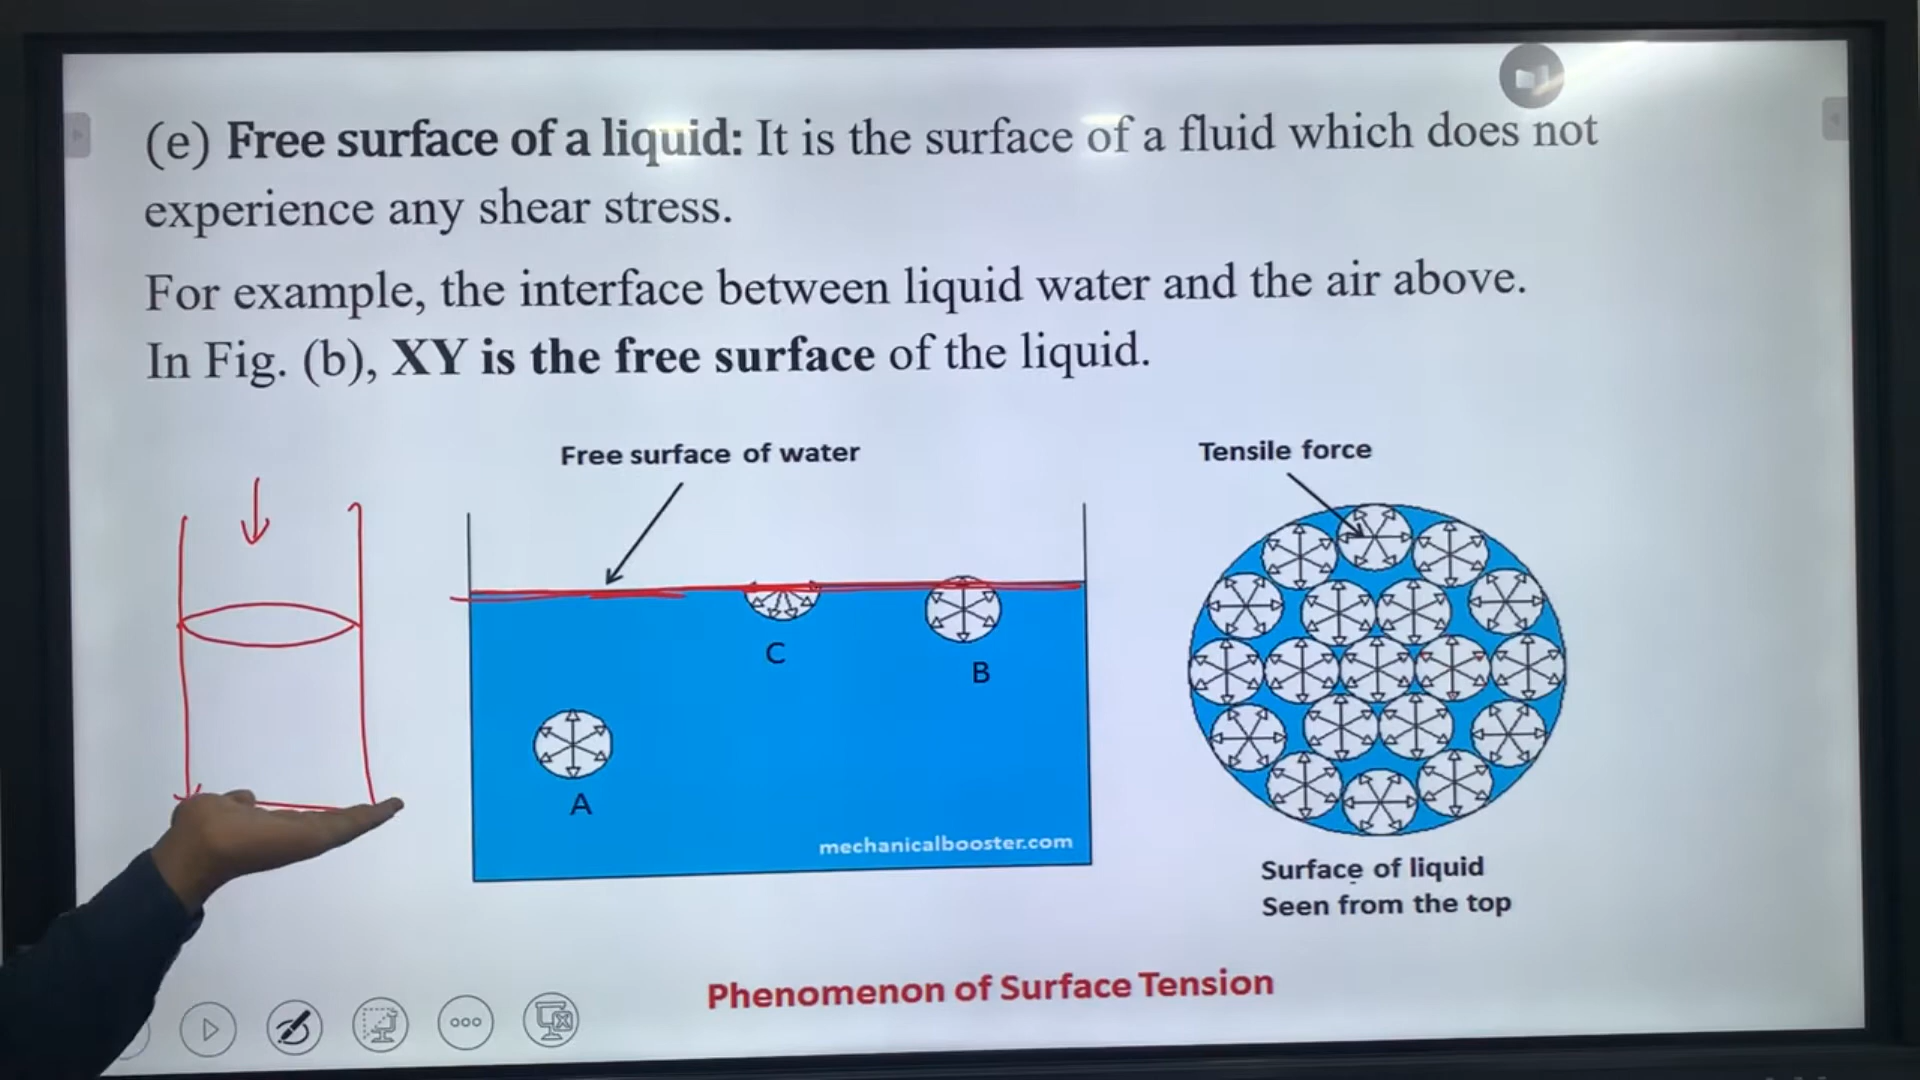 (e) Free surface of a liquid: It is the surface of a fluid which does not
experience any shear stress.
For example, the interface between liquid water and the air above.
In Fig. (b), XY is the free surface of the liquid.
Free surface of water
Tensile force
C
B
A
mechanicalbooster.com
Surface of liquid
Seen from the top
Phenomenon of Surface Tension